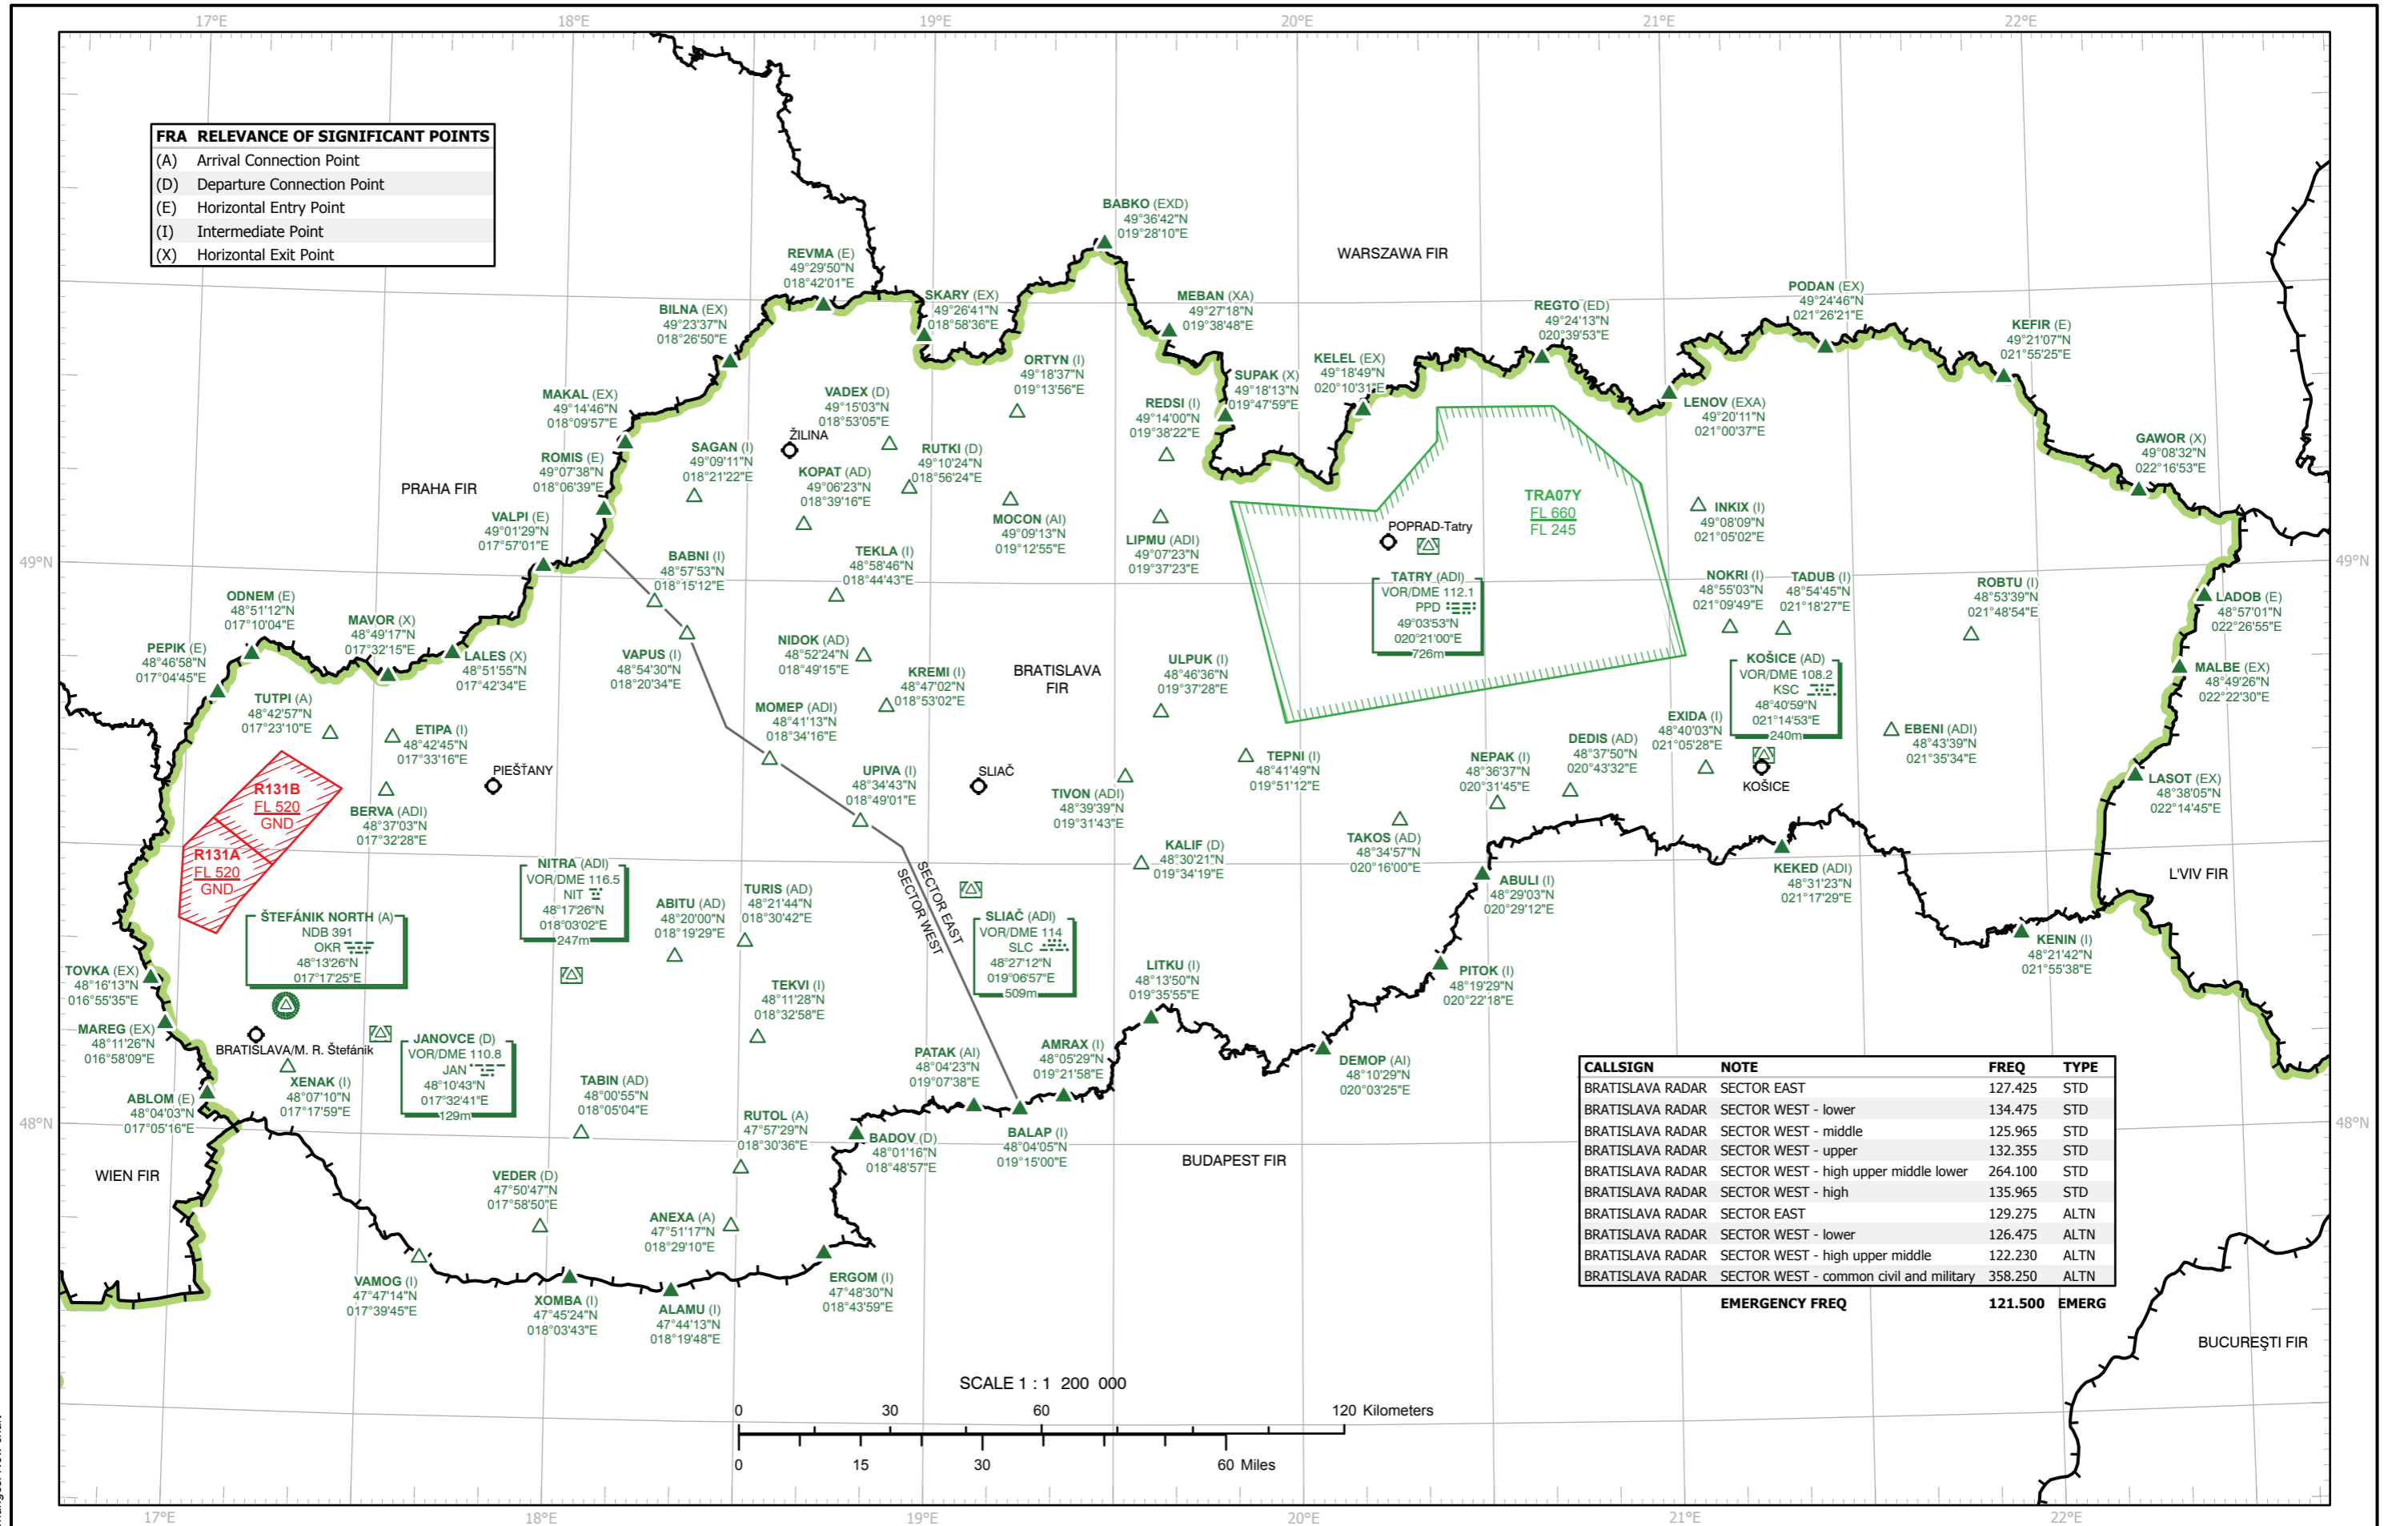 17°E 18°E 19°E 20°E 21°E 22°E
FRA RELEVANCE OF SIGNIFICANT POINTS
(A) Arrival Connection Point
(D) Departure Connection Point
(E) Horizontal Entry Point
(I) Intermediate Point
(X) Horizontal Exit Point
BABKO (EXD)
49°36'42"N
019°28'10"E
WARSZAWA FIR
REVMA (E)
49°29'50"N
018°42'01"E
SKARY (EX)
49°26'41"N
018°58'36"E
MEBAN (XA)
49°27'18"N
019°38'48"E
REGTO (ED)
49°24'13"N
020°39'53"E
PODAN (EX)
49°24'46"N
021°26'21"E
KEFIR (E)
49°21'07"N
021°55'25"E
BILNA (EX)
49°23'37"N
018°26'50"E
ORTYN (I)
49°18'37"N
019°13'56"E
KELEL (EX)
49°18'49"N
020°10'31"E
SUPAK (X)
49°18'13"N
019°47'59"E
MAKAL (EX)
49°14'46"N
018°09'57"E
VADEX (D)
49°15'03"N
018°53'05"E
REDSI (I)
49°14'00"N
019°38'22"E
LENOV (EXA)
49°20'11"N
021°00'37"E
ŽILINA
SAGAN (I)
49°09'11"N
018°21'22"E
RUTKI (D)
49°10'24"N
018°56'24"E
GAWOR (X)
49°08'32"N
022°16'53"E
ROMIS (E)
49°07'38"N
018°06'39"E
KOPAT (AD)
49°06'23"N
018°39'16"E
PRAHA FIR
TRA07Y
FL 660
FL 245
VALPI (E)
49°01'29"N
017°57'01"E
MOCON (AI)
49°09'13"N
019°12'55"E
LIPMU (ADI)
49°07'23"N
019°37'23"E
POPRAD-Tatry
INKIX (I)
49°08'09"N
021°05'02"E
BABNI (I)
48°57'53"N
018°15'12"E
TEKLA (I)
48°58'46"N
018°44'43"E
49°N 49°N
TATRY (ADI)
VOR/DME 112.1
PPD
49°03'53"N
020°21'00"E
726m
NOKRI (I)
48°55'03"N
021°09'49"E
TADUB (I)
48°54'45"N
021°18'27"E
ROBTU (I)
48°53'39"N
021°48'54"E
LADOB (E)
48°57'01"N
022°26'55"E
ODNEM (E)
48°51'12"N
017°10'04"E
MAVOR (X)
48°49'17"N
017°32'15"E
PEPIK (E)
48°46'58"N
017°04'45"E
LALES (X)
48°51'55"N
017°42'34"E
VAPUS (I)
48°54'30"N
018°20'34"E
NIDOK (AD)
48°52'24"N
018°49'15"E
KREMI (I)
48°47'02"N
018°53'02"E
BRATISLAVA
FIR
ULPUK (I)
48°46'36"N
019°37'28"E
KOŠICE (AD)
VOR/DME 108.2
KSC
48°40'59"N
021°14'53"E
240m
MALBE (EX)
48°49'26"N
022°22'30"E
TUTPI (A)
48°42'57"N
017°23'10"E
ETIPA (I)
48°42'45"N
017°33'16"E
MOMEP (ADI)
48°41'13"N
018°34'16"E
EXIDA (I)
48°40'03"N
021°05'28"E
EBENI (ADI)
48°43'39"N
021°35'34"E
PIEŠŤANY
UPIVA (I)
48°34'43"N
018°49'01"E
SLIAČ
TIVON (ADI)
48°39'39"N
019°31'43"E
TEPNI (I)
48°41'49"N
019°51'12"E
NEPAK (I)
48°36'37"N
020°31'45"E
DEDIS (AD)
48°37'50"N
020°43'32"E
KOŠICE
LASOT (EX)
48°38'05"N
022°14'45"E
R131B
FL 520
GND
BERVA (ADI)
48°37'03"N
017°32'28"E
R131A
FL 520
GND
KALIF (D)
48°30'21"N
019°34'19"E
TAKOS (AD)
48°34'57"N
020°16'00"E
ABULI (I)
48°29'03"N
020°29'12"E
KEKED (ADI)
48°31'23"N
021°17'29"E
L'VIV FIR
NITRA (ADI)
VOR/DME 116.5
NIT
48°17'26"N
018°03'02"E
247m
SECTOR EAST
SECTOR WEST
ABITU (AD)
48°20'00"N
018°19'29"E
TURIS (AD)
48°21'44"N
018°30'42"E
ŠTEFÁNIK NORTH (A)
NDB 391
OKR
48°13'26"N
017°17'25"E
SLIAČ (ADI)
VOR/DME 114
SLC
48°27'12"N
019°06'57"E
509m
KENIN (I)
48°21'42"N
021°55'38"E
TOVKA (EX)
48°16'13"N
016°55'35"E
TEKVI (I)
48°11'28"N
018°32'58"E
LITKU (I)
48°13'50"N
019°35'55"E
PITOK (I)
48°19'29"N
020°22'18"E
MAREG (EX)
48°11'26"N
016°58'09"E
BRATISLAVA/M. R. Štefánik
JANOVCE (D)
VOR/DME 110.8
JAN
48°10'43"N
017°32'41"E
129m
PATAK (AI)
48°04'23"N
019°07'38"E
AMRAX (I)
48°05'29"N
019°21'58"E
DEMOP (AI)
48°10'29"N
020°03'25"E
XENAK (I)
48°07'10"N
017°17'59"E
ABLOM (E)
48°04'03"N
017°05'16"E
TABIN (AD)
48°00'55"N
018°05'04"E
48°N 48°N
RUTOL (A)
47°57'29"N
018°30'36"E
BADOV (D)
48°01'16"N
018°48'57"E
BALAP (I)
48°04'05"N
019°15'00"E
BUDAPEST FIR
WIEN FIR
VEDER (D)
47°50'47"N
017°58'50"E
ANEXA (A)
47°51'17"N
018°29'10"E
VAMOG (I)
47°47'14"N
017°39'45"E
XOMBA (I)
47°45'24"N
018°03'43"E
ALAMU (I)
47°44'13"N
018°19'48"E
ERGOM (I)
47°48'30"N
018°43'59"E
CALLSIGN NOTE FREQ TYPE
BRATISLAVA RADAR SECTOR EAST 127.425 STD
BRATISLAVA RADAR SECTOR WEST - lower 134.475 STD
BRATISLAVA RADAR SECTOR WEST - middle 125.965 STD
BRATISLAVA RADAR SECTOR WEST - upper 132.355 STD
BRATISLAVA RADAR SECTOR WEST - high upper middle lower 264.100 STD
BRATISLAVA RADAR SECTOR WEST - high 135.965 STD
BRATISLAVA RADAR SECTOR EAST 129.275 ALTN
BRATISLAVA RADAR SECTOR WEST - lower 126.475 ALTN
BRATISLAVA RADAR SECTOR WEST - high upper middle 122.230 ALTN
BRATISLAVA RADAR SECTOR WEST - common civil and military 358.250 ALTN
EMERGENCY FREQ 121.500 EMERG
BUCUREŞTI FIR
SCALE 1 : 1 200 000
0 30 60 120 Kilometers
0 15 30 60 Miles
17°E 18°E 19°E 20°E 21°E 22°E